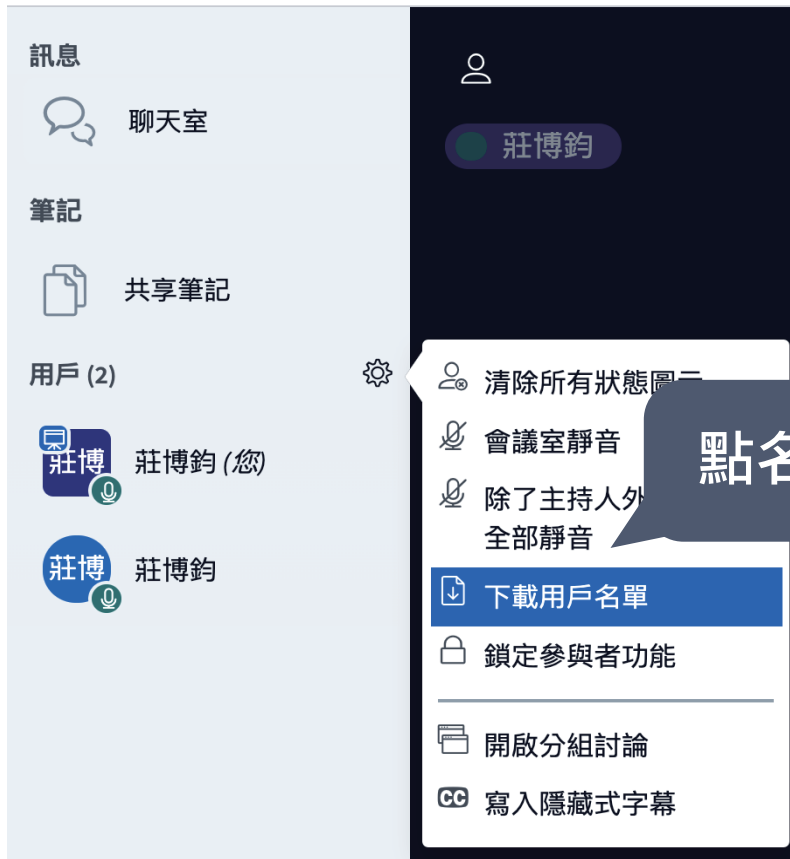 訊息
聊天室
筆記
共享筆記
用戶 (2)
莊博
莊博鈞 (您)
莊博
莊博鈞
莊博鈞
清除所有狀態圖示
會議室靜音
除了主持人外
全部靜音
點名
下載用戶名單
鎖定參與者功能
開啟分組討論
CC
寫入隱藏式字幕